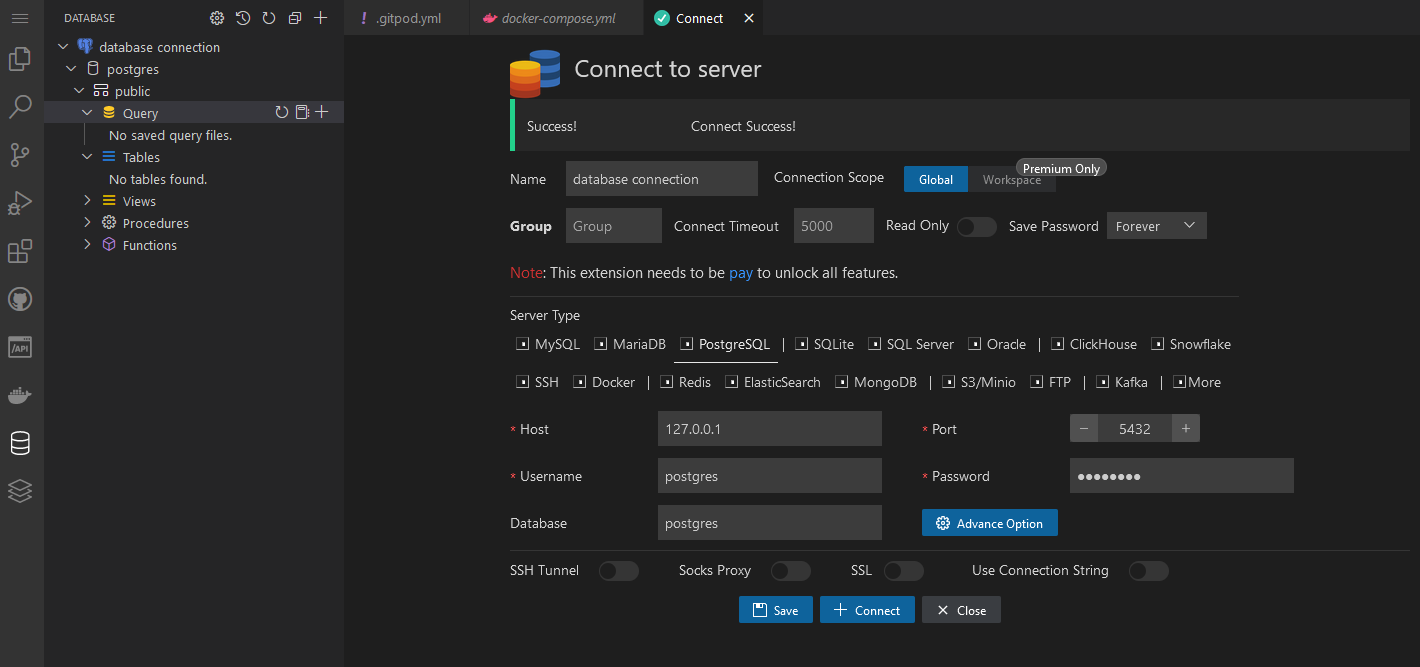 DATABASE
.gitpod.yml
docker-compose.yml
Connect
database connection
postgres
public
Query
No saved query files.
Tables
No tables found.
Views
Procedures
Functions
/API
Connect to server
Success! Connect Success!
Name database connection Connection Scope Global Workspace Premium Only
Group Group Connect Timeout 5000 Read Only Save Password Forever
Note: This extension needs to be pay to unlock all features.
Server Type
MySQL MariaDB PostgreSQL | SQLite SQL Server Oracle | ClickHouse Snowflake
SSH Docker | Redis ElasticSearch MongoDB | S3/Minio FTP | Kafka | More
* Host 127.0.0.1 * Port − 5432 +
* Username postgres * Password ●●●●●●●●
Database postgres Advance Option
SSH Tunnel Socks Proxy SSL Use Connection String
Save Connect Close